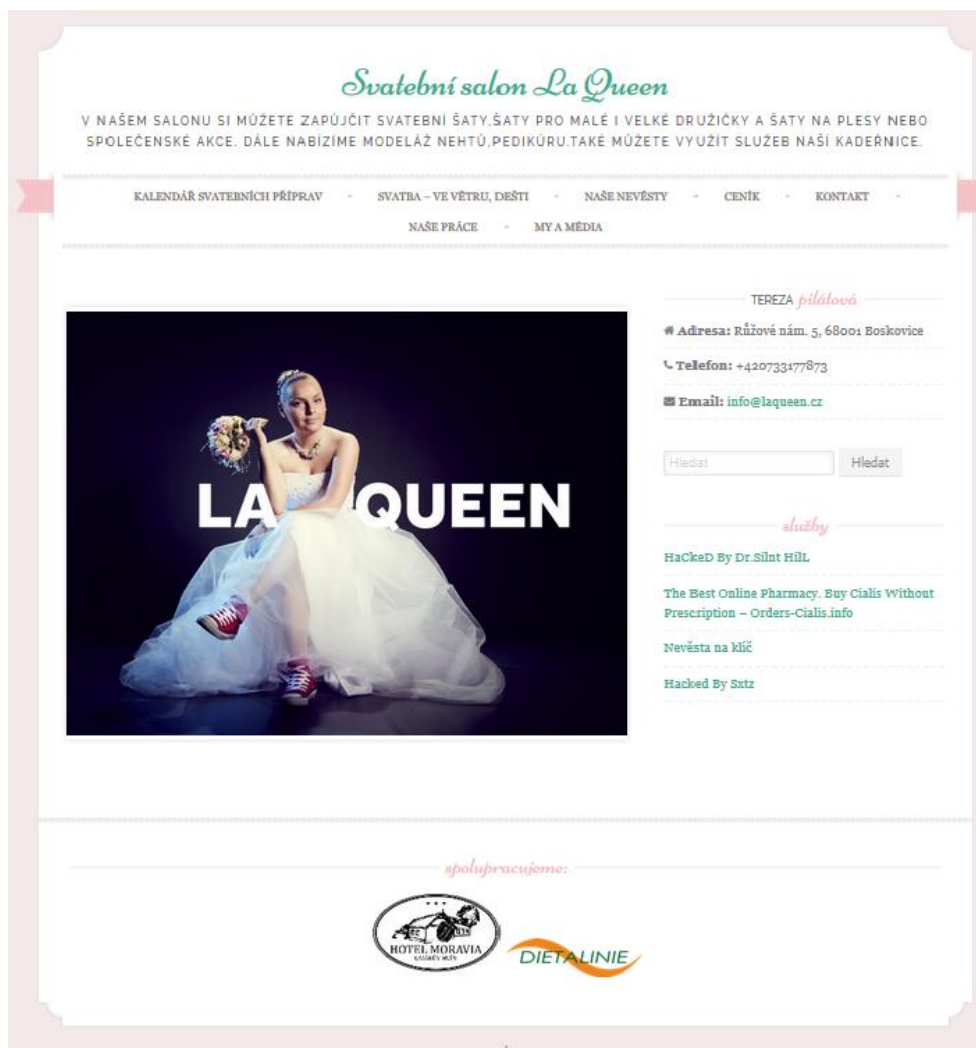 Svatební salon La Queen
V NAŠEM SALONU SI MŮŽETE ZAPŮJČIT SVATEBNÍ ŠATY,ŠATY PRO MALÉ I VELKÉ DRUŽIČKY A ŠATY NA PLESY NEBO
SPOLEČENSKÉ AKCE. DÁLE NABÍZÍME MODELÁŽ NEHTŮ,PEDIKÚRU.TAKÉ MŮŽETE VYUŽÍT SLUŽEB NAŠÍ KADEŘNICE.
KALENDÁŘ SVATEBNÍCH PŘÍPRAV - SVATBA – VE VĚTRU, DEŠTI - NAŠE NEVĚSTY - CENÍK - KONTAKT -
NAŠE PRÁCE - MY A MÉDIA
TEREZA pilátová
Adresa: Růžové nám. 5, 68001 Boskovice
Telefon: +420733177873
Email: info@laqueen.cz
Hledat Hledat
LA QUEEN
služby
HaCkeD By Dr.SiInt HilL
The Best Online Pharmacy. Buy Cialis Without
Prescription – Orders-Cialis.info
Nevěsta na klíč
Hacked By Sxtz
spolupracujeme:
HOTEL MORAVIA
DIETALINIE